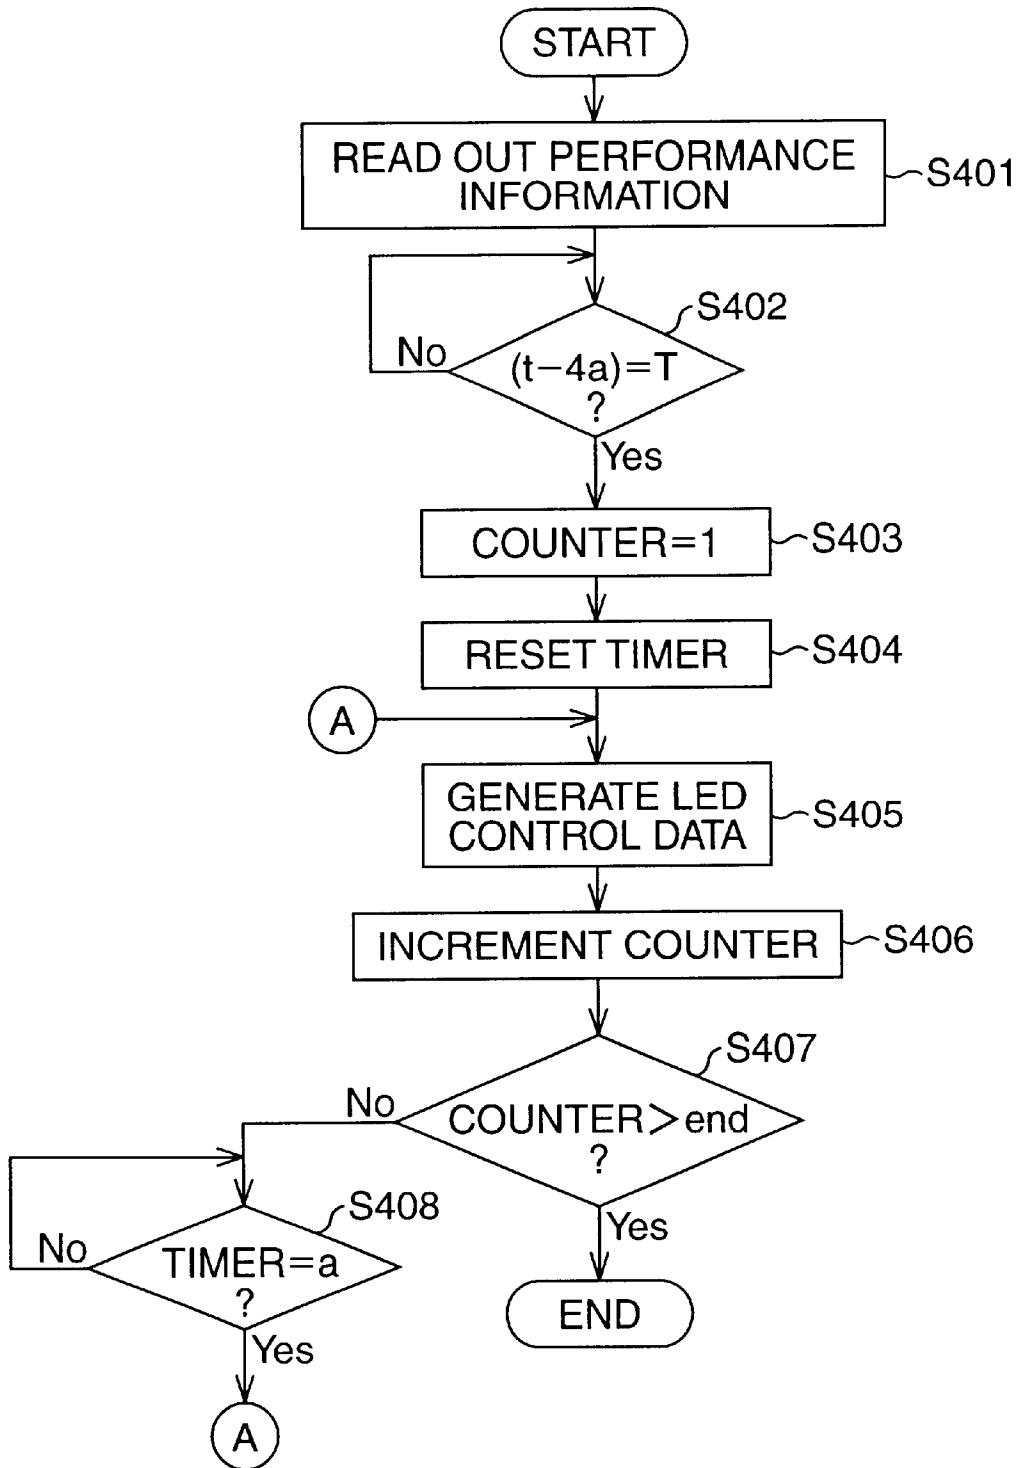 START
READ OUT PERFORMANCE
INFORMATION
S401
S402
No
(t-4a)=T
?
Yes
COUNTER=1
S403
RESET TIMER
S404
A
GENERATE LED
CONTROL DATA
S405
INCREMENT COUNTER
S406
S407
No
COUNTER>end
?
Yes
S408
No
TIMER=a
?
Yes
END
A